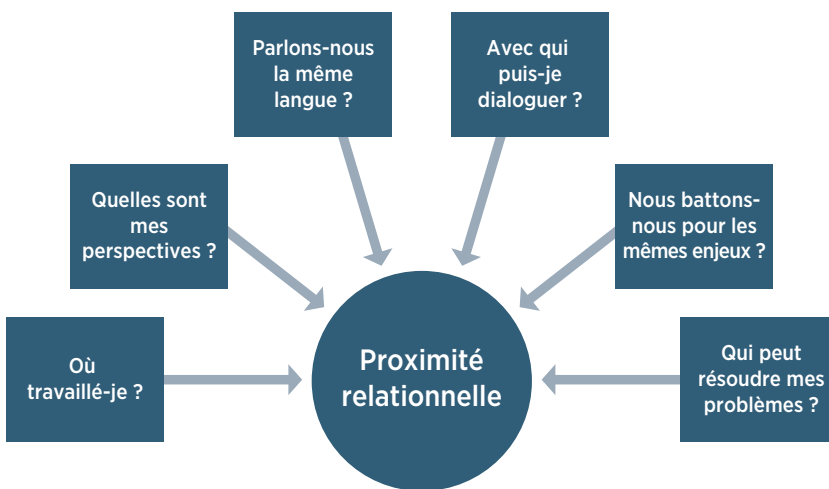 Parlons-nous
la même
langue ?
Avec qui
puis-je
dialoguer ?
Quelles sont
mes
perspectives ?
Nous battons-
nous pour les
mêmes enjeux ?
Où
travaillé-je ?
Proximité
relationnelle
Qui peut
résoudre mes
problèmes ?